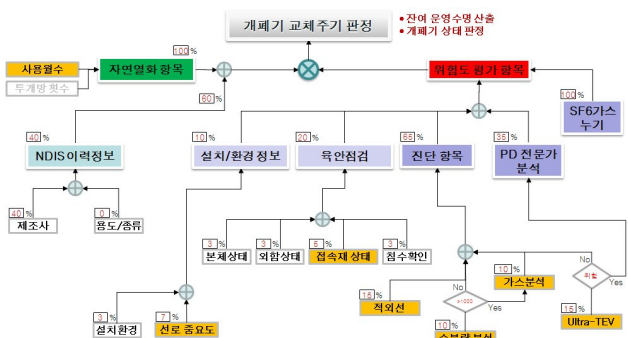 개폐기 교체주기 판정
• 잔여 운영수명 산출
• 개폐기 상태 판정
사용월수
투개방 횟수
100 %
자연열화 항목
위험도 평가 항목
100 %
SF6가스
누기
60 %
40 %
NDIS 이력정보
10 %
설치/환경 정보
20 %
육안점검
65 %
진단 항목
35 %
PD 전문가
분석
40 %
제조사
0 %
용도/종류
3 %
본체상태
3 %
외함상태
5 %
접속재 상태
3 %
침수확인
3 %
설치환경
7 %
선로 중요도
15 %
적외선
No
>1000
Yes
10 %
수분량 분석
10 %
가스분석
No
위험
Yes
15 %
Ultra-TEV